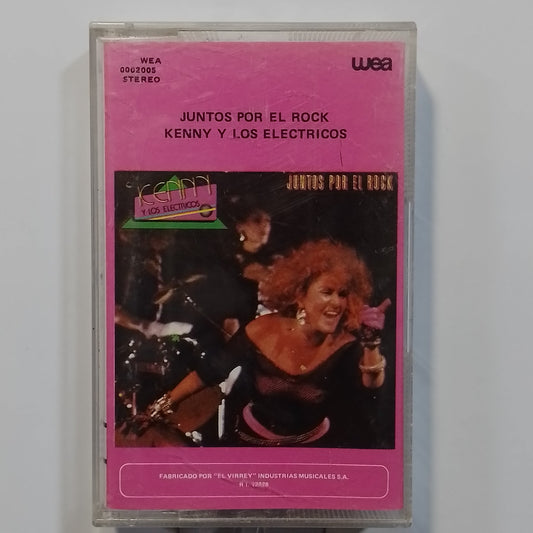 WEA
0062005
STEREO
wea
JUNTOS POR EL ROCK
KENNY Y LOS ELECTRICOS
KENNY
Y LOS ELECTRICOS
JUNTOS POR EL ROCK
FABRICADO POR "EL VIRREY" INDUSTRIAS MUSICALES S.A.